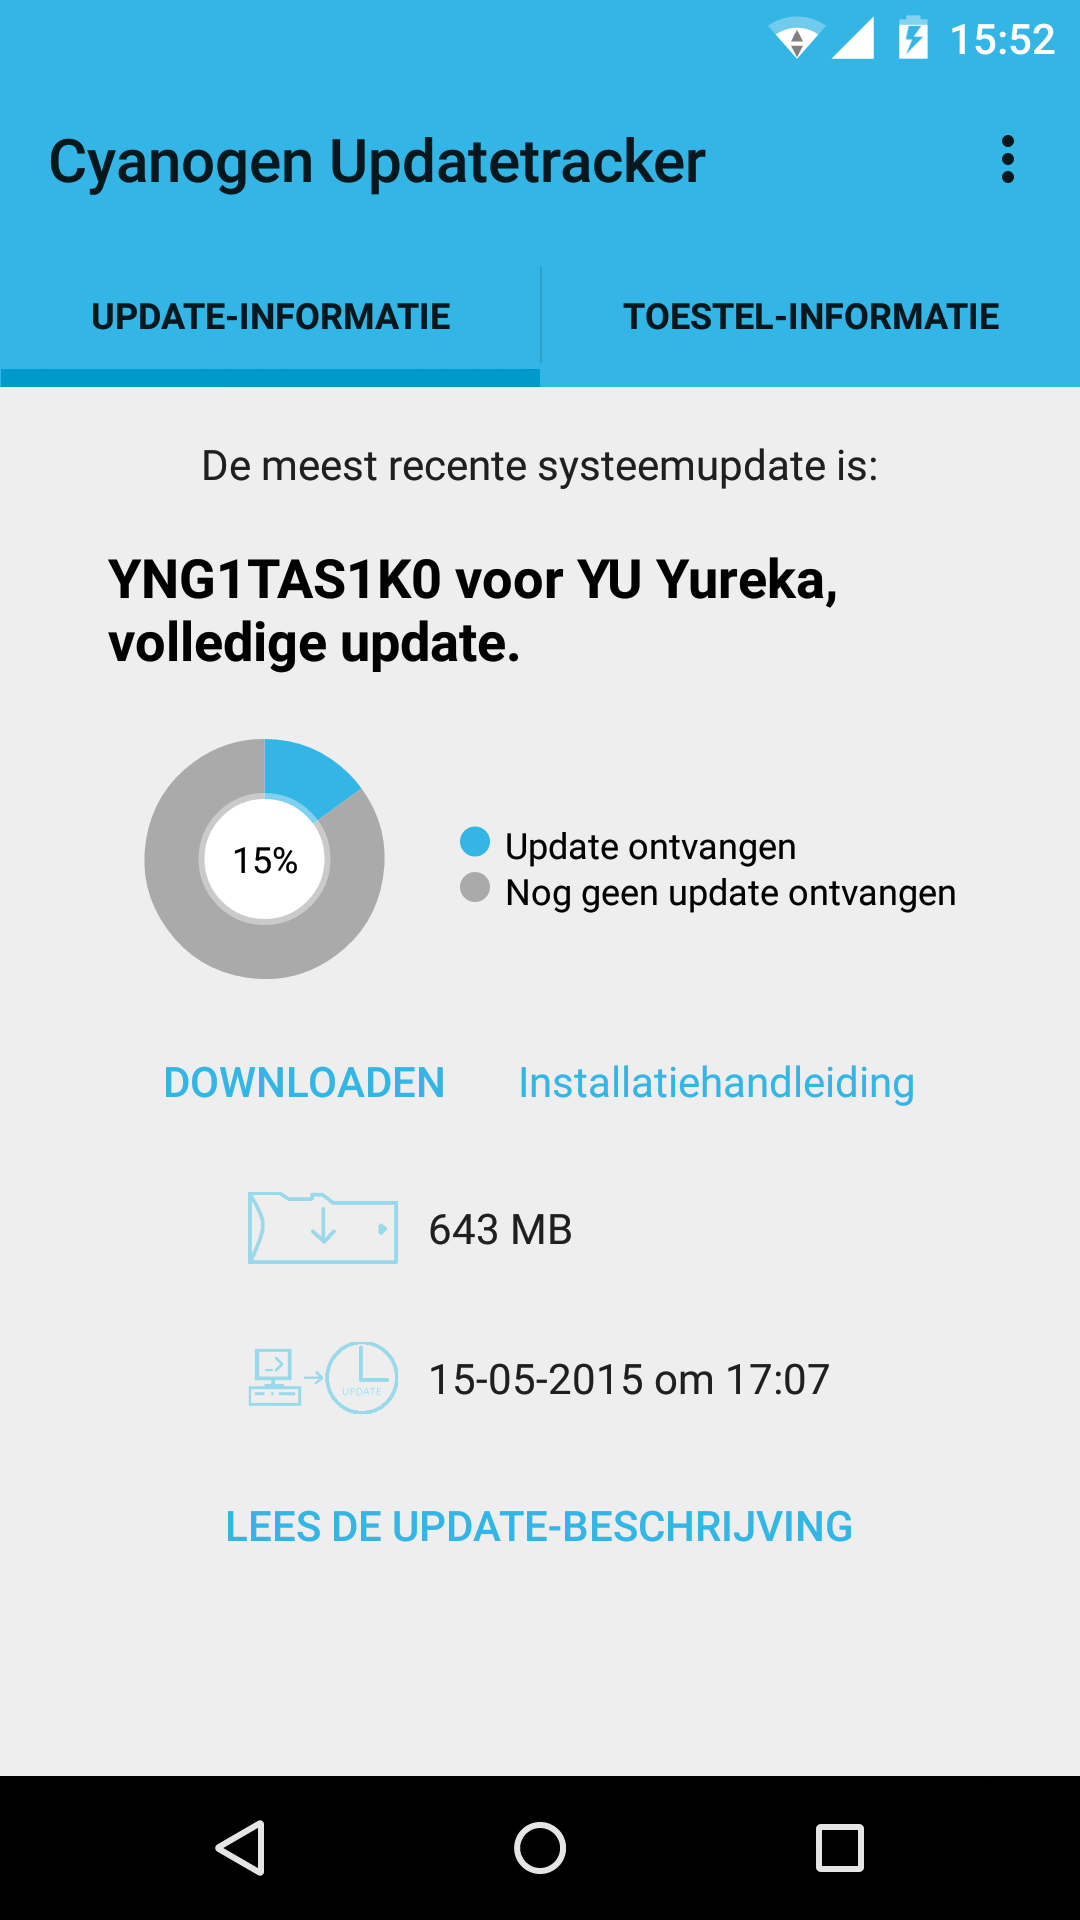 15:52
Cyanogen Updatetracker
UPDATE-INFORMATIE
TOESTEL-INFORMATIE
De meest recente systeemupdate is:
YNG1TAS1K0 voor YU Yureka,
volledige update.
15%
Update ontvangen
Nog geen update ontvangen
DOWNLOADEN
Installatiehandleiding
643 MB
UPDATE
15-05-2015 om 17:07
LEES DE UPDATE-BESCHRIJVING